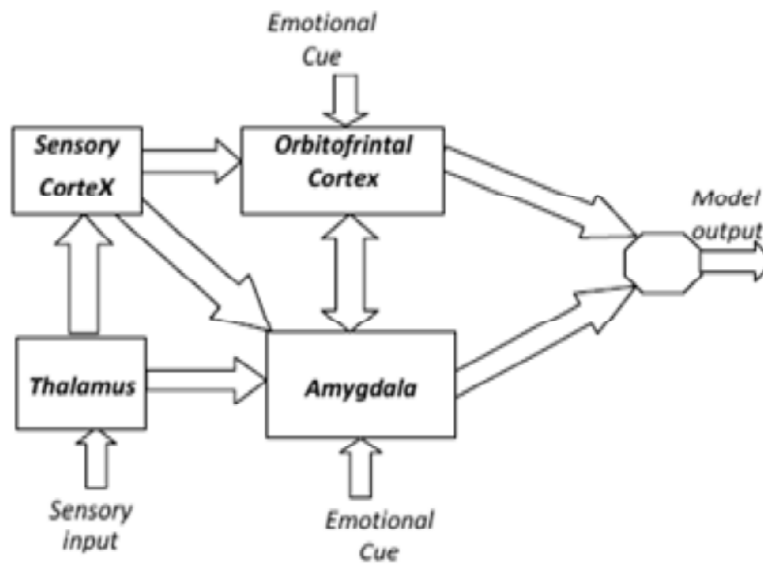 Emotional
Cue
Sensory
CorteX
Orbitofrintal
Cortex
Model
output
Thalamus
Amygdala
Sensory
input
Emotional
Cue